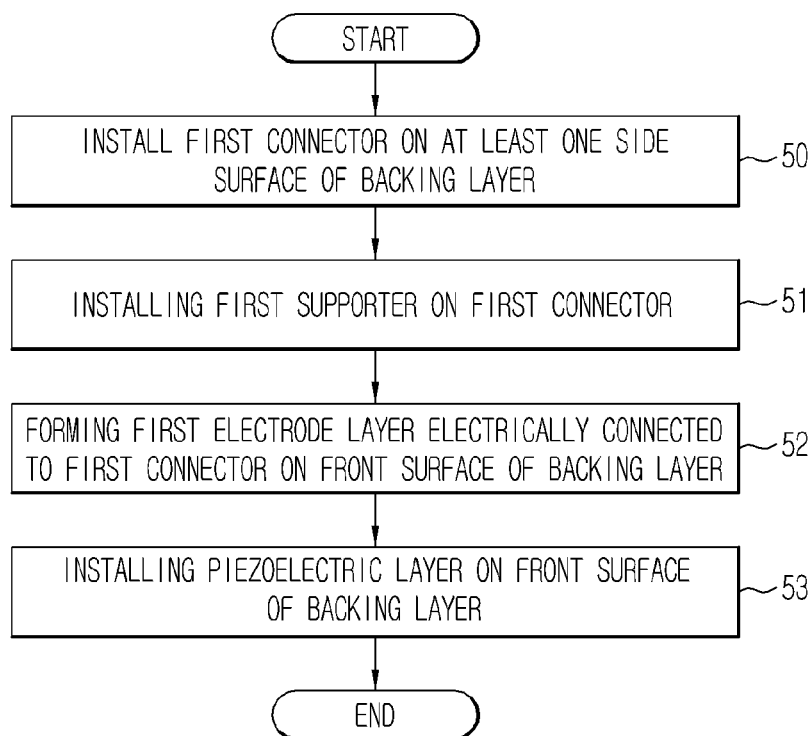 START
INSTALL FIRST CONNECTOR ON AT LEAST ONE SIDE
SURFACE OF BACKING LAYER
50
INSTALLING FIRST SUPPORTER ON FIRST CONNECTOR
51
FORMING FIRST ELECTRODE LAYER ELECTRICALLY CONNECTED
TO FIRST CONNECTOR ON FRONT SURFACE OF BACKING LAYER
52
INSTALLING PIEZOELECTRIC LAYER ON FRONT SURFACE
OF BACKING LAYER
53
END